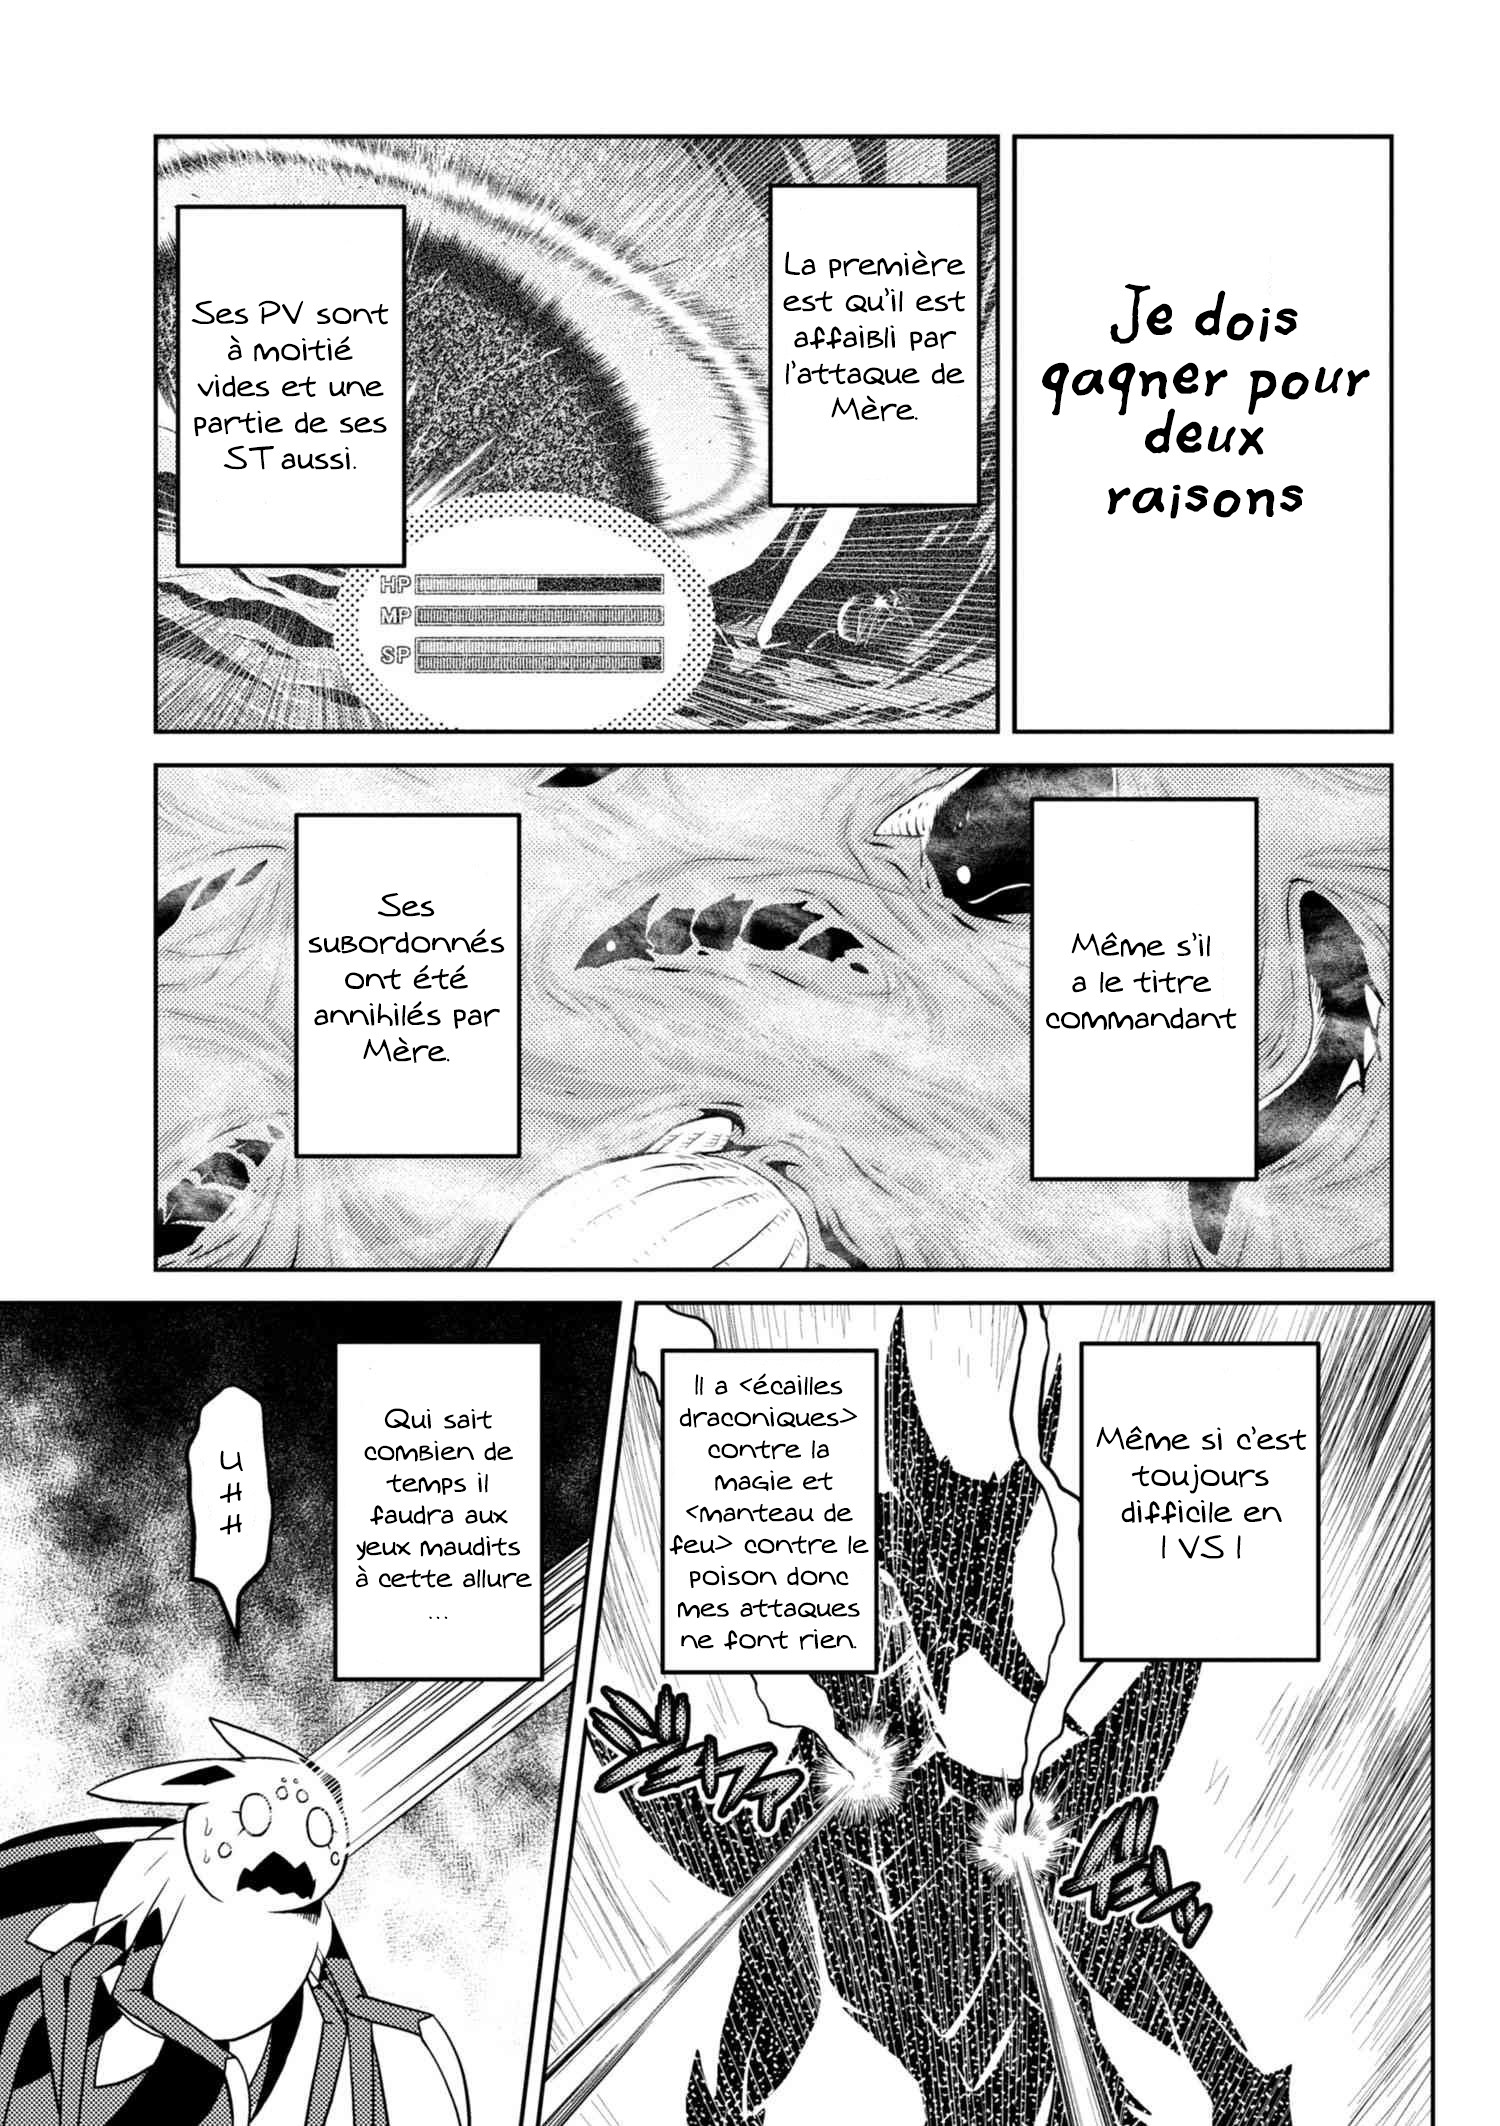 Je dois
gagner pour
deux
raisons
La première
est qu'il est
affaibli par
l'attaque de
Mère.
Ses PV sont
à moitié
vides et une
partie de ses
ST aussi.
HP
MP
SP
Même s'il
a le titre
commandant
Ses
subordonnés
ont été
annihilés par
Mère.
Même si c'est
toujours
difficile en
1 VS 1
Il a <écailles
draconiques>
contre la
magie et
<manteau de
feu> contre le
poison donc
mes attaques
ne font rien.
Qui sait
combien de
temps il
faudra aux
yeux maudits
à cette allure
...
U
H
H